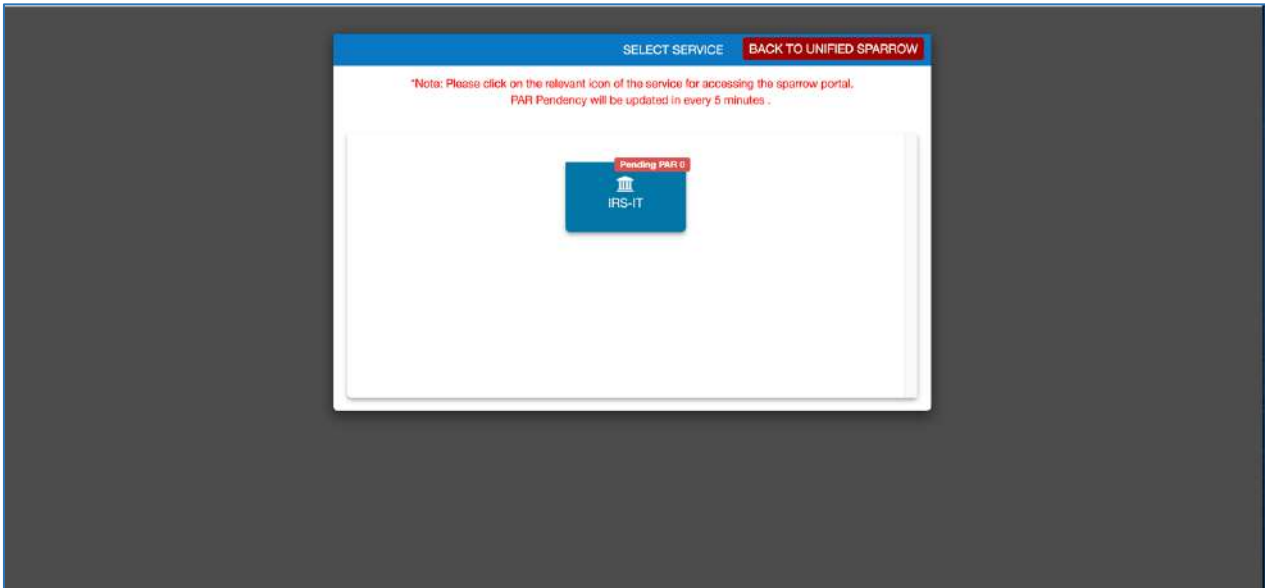 SELECT SERVICE BACK TO UNIFIED SPARROW
*Note: Please click on the relevant icon of the service for accessing the sparrow portal.
PAR Pendency will be updated in every 5 minutes .
Pending PAR 0
IRS-IT